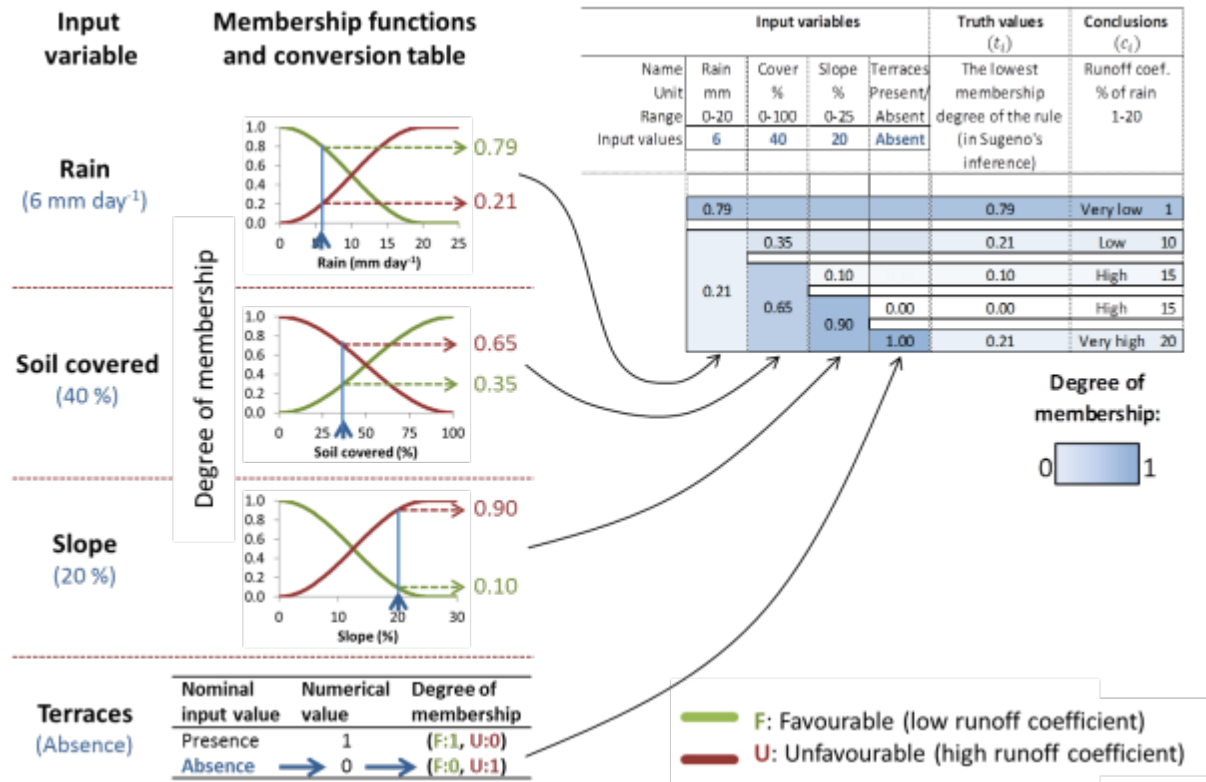 Input
variable
Membership functions
and conversion table
Rain
(6 mm day-1)
Degree of membership
1.0
0.8
0.6
0.4
0.2
0.0
0 5 10 15 20 25
Rain (mm day-1)
0.79
0.21
Soil covered
(40 %)
1.0
0.8
0.6
0.4
0.2
0.0
0 25 50 75 100
Soil covered (%)
0.65
0.35
Slope
(20 %)
1.0
0.8
0.6
0.4
0.2
0.0
0 10 20 30
Slope (%)
0.90
0.10
Terraces
(Absence)
Nominal Numerical Degree of
input value value membership
Presence 1 (F:1, U:0)
Absence 0 (F:0, U:1)
Input variables Truth values Conclusions
(ti) (ci)
Name Rain Cover Slope Terraces The lowest Runoff coef.
Unit mm % % Present/ membership % of rain
Range 0-20 0-100 0-25 Absent degree of the rule 1-20
Input values 6 40 20 Absent (in Sugeno's
inference)
0.79 0.79 Very low 1
0.35 0.21 Low 10
0.10 0.10 High 15
0.21
0.65 0.00 0.00 High 15
0.90
1.00 0.21 Very high 20
Degree of
membership:
0 1
F: Favourable (low runoff coefficient)
U: Unfavourable (high runoff coefficient)